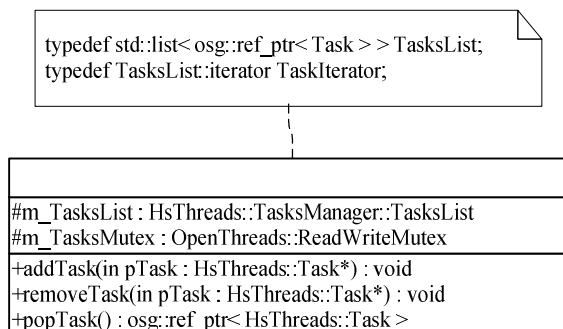 typedef std::list< osg::ref_ptr< Task > > TasksList;
typedef TasksList::iterator TaskIterator;
#m_TasksList : HsThreads::TasksManager::TasksList
#m_TasksMutex : OpenThreads::ReadWriteMutex
+addTask(in pTask : HsThreads::Task*) : void
+removeTask(in pTask : HsThreads::Task*) : void
+popTask() : osg::ref_ptr< HsThreads::Task >